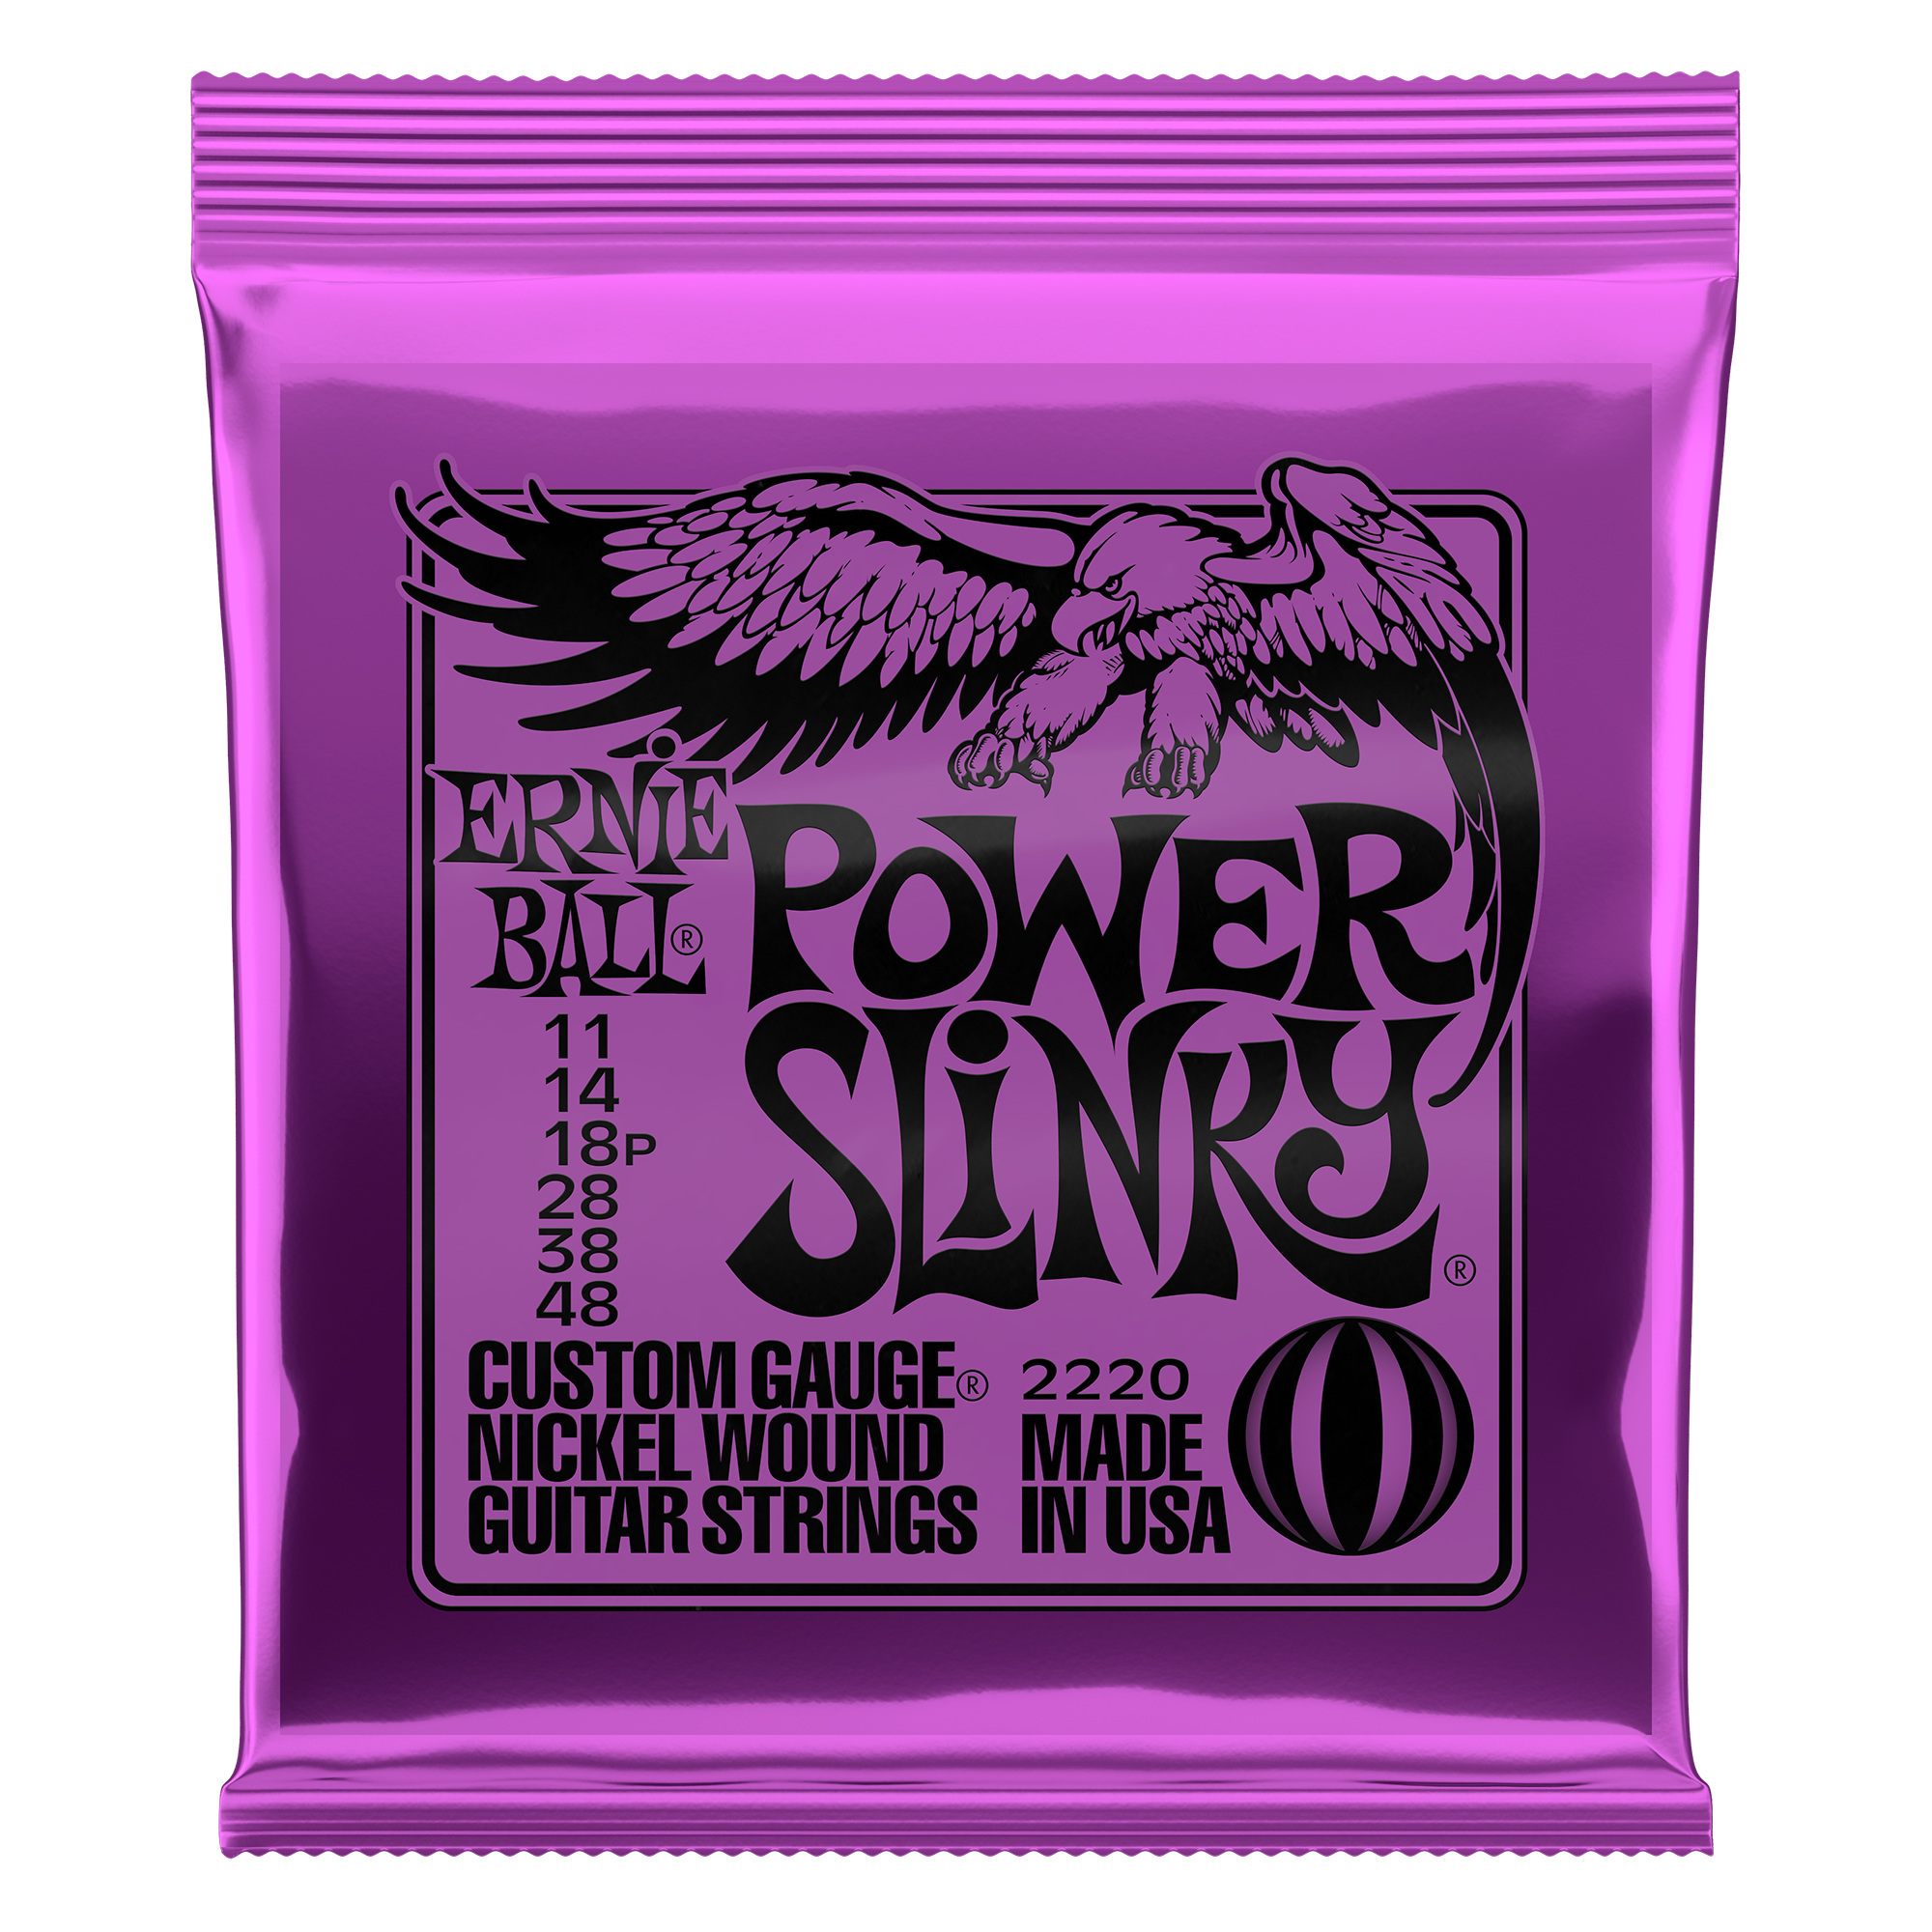 ERNiE
BALL®
POWER
SLiNKY®
11
14
18P
28
38
48
CUSTOM GAUGE®
NICKEL WOUND
GUITAR STRINGS
2220
MADE
IN USA